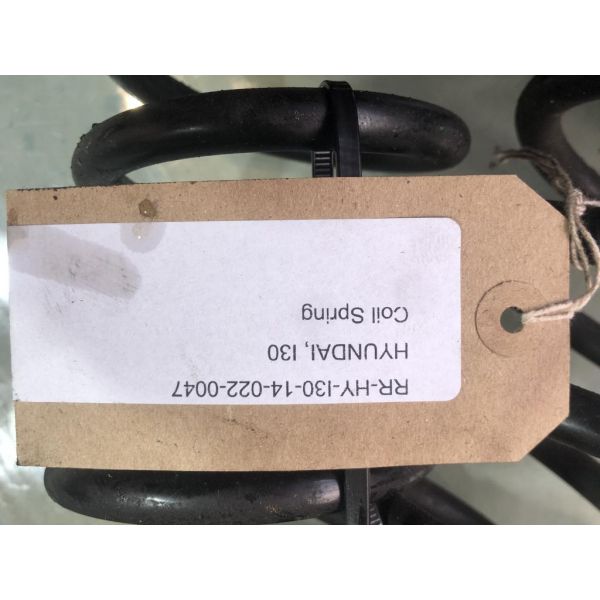 RR-HY-I30-14-022-0047
HYUNDAI, I30
Coil Spring